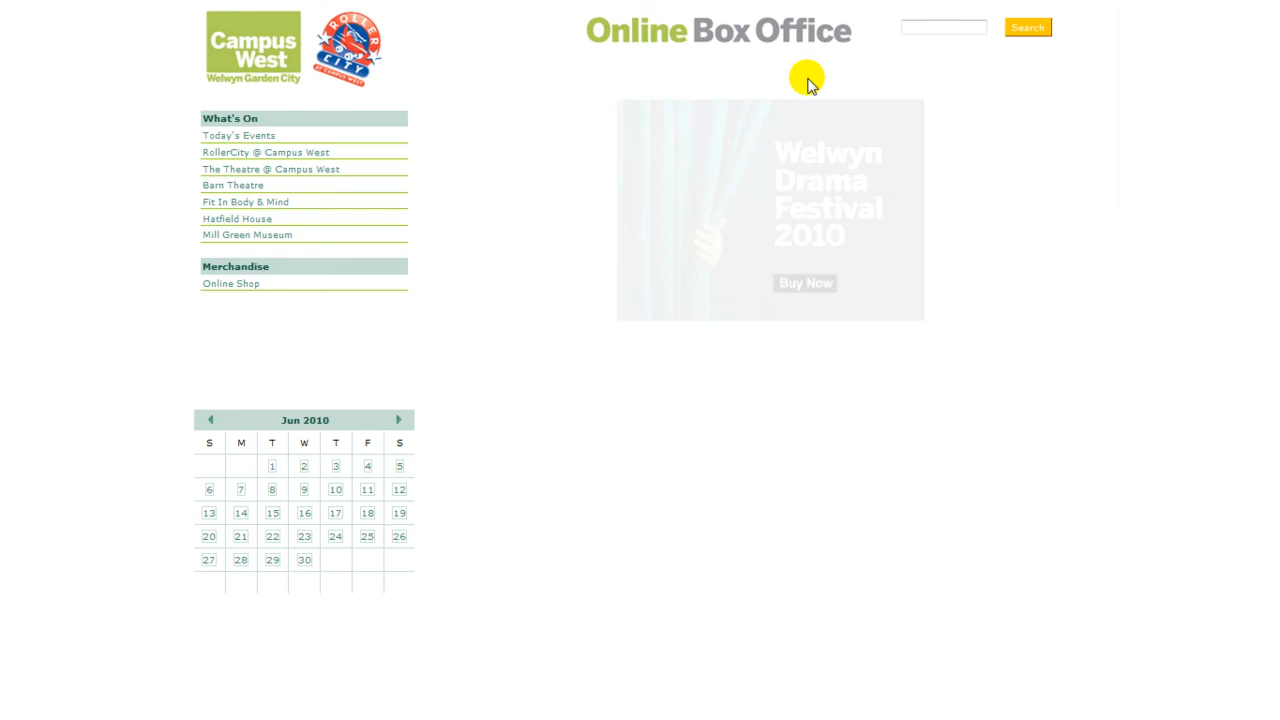 Campus
West
Welwyn Garden City
ROLLER
CITY
AT CAMPUS WEST
Online Box Office
Search
What's On
Today's Events
RollerCity @ Campus West
The Theatre @ Campus West
Barn Theatre
Fit In Body & Mind
Hatfield House
Mill Green Museum
Merchandise
Online Shop
Welwyn
Drama
Festival
2010
Buy Now
Jun 2010
S M T W T F S
1 2 3 4 5
6 7 8 9 10 11 12
13 14 15 16 17 18 19
20 21 22 23 24 25 26
27 28 29 30